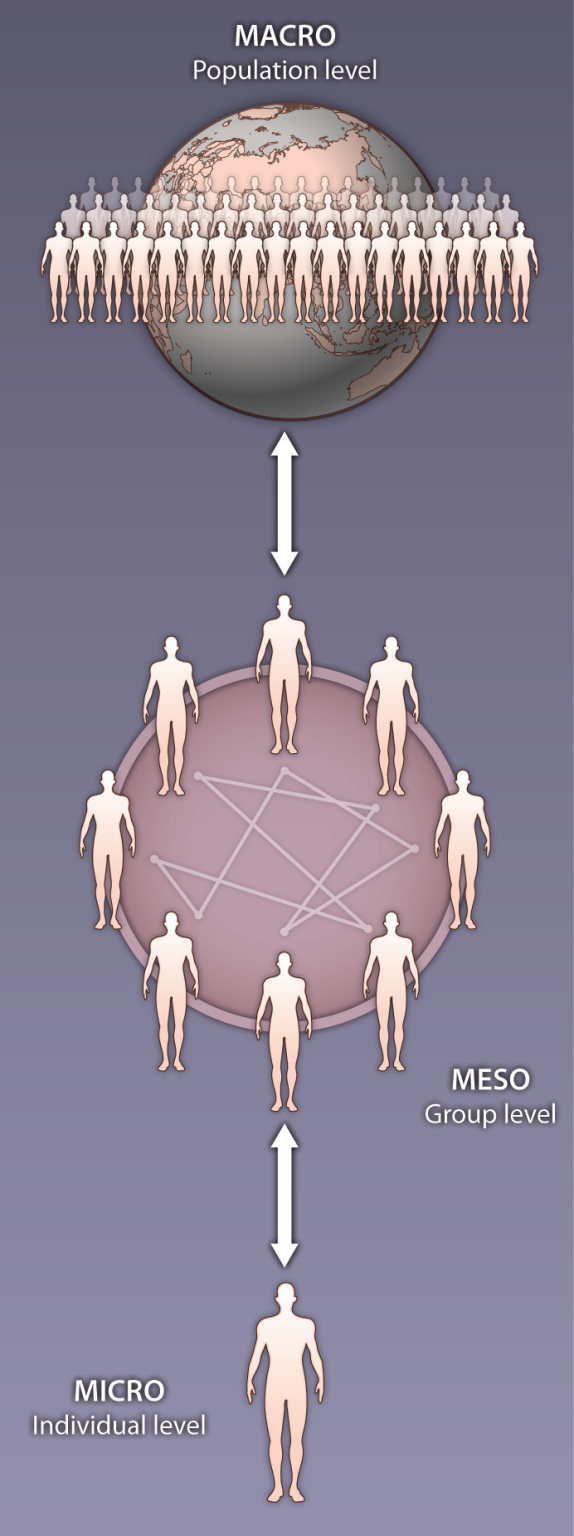 MACRO
Population level
MESO
Group level
MICRO
Individual level